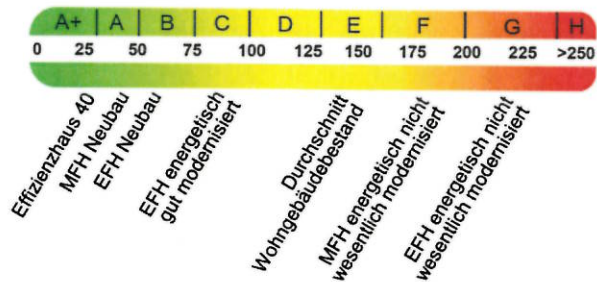 A+ A B C D E F G H
0 25 50 75 100 125 150 175 200 225 >250
Effizienzhaus 40
MFH Neubau
EFH Neubau
EFH energetisch
gut modernisiert
Durchschnitt
Wohngebäudebestand
MFH energetisch nicht
wesentlich modernisiert
EFH energetisch nicht
wesentlich modernisiert